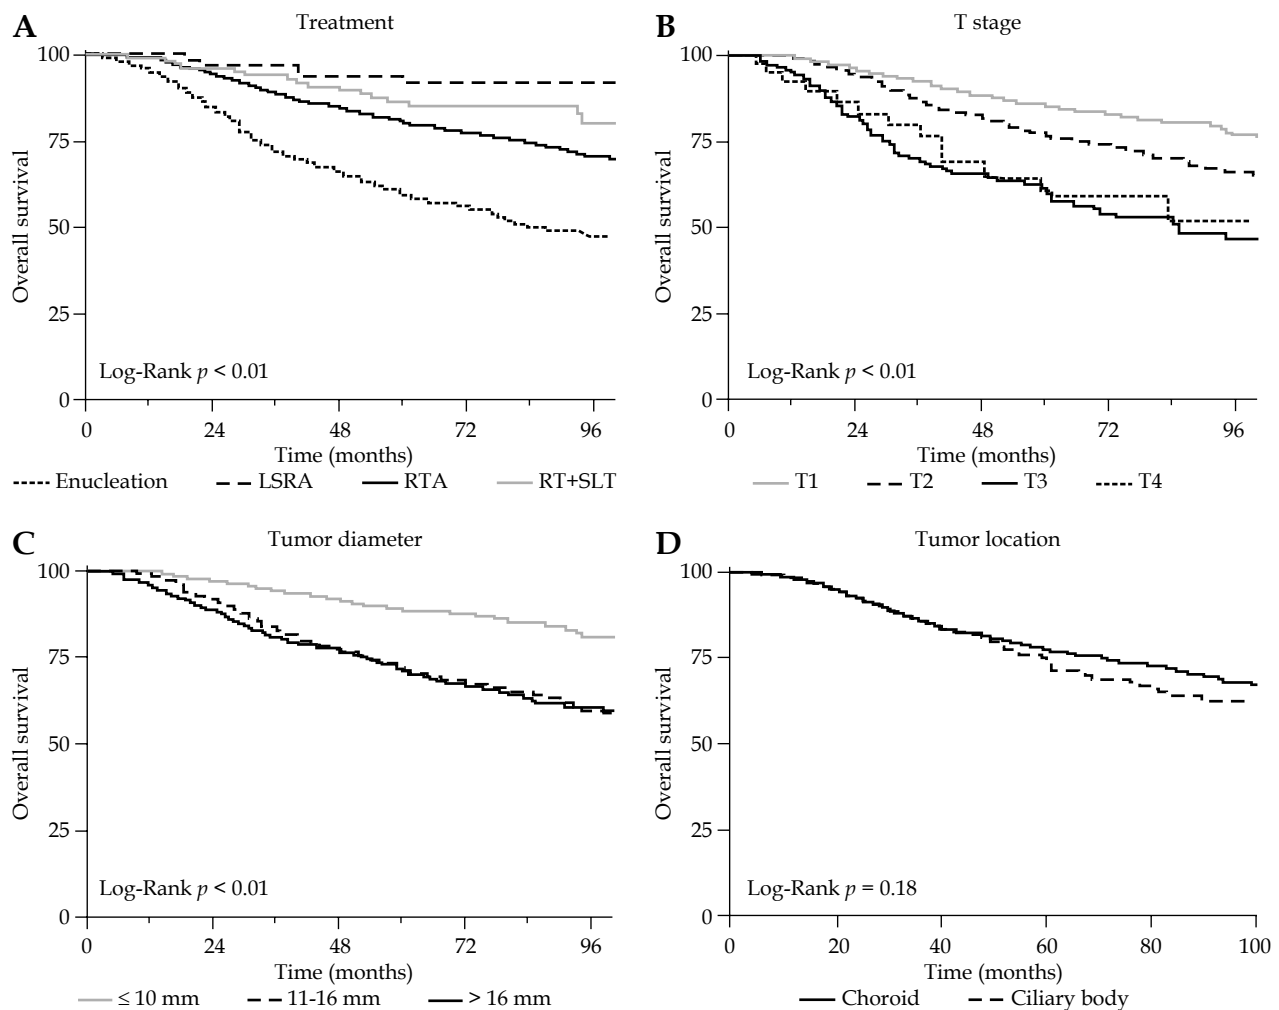 A
Treatment
100
75
50
25
0
Overall survival
Log-Rank p < 0.01
0 24 48 72 96
Time (months)
Enucleation LSRA RTA RT+SLT
B
T stage
100
75
50
25
0
Overall survival
Log-Rank p < 0.01
0 24 48 72 96
Time (months)
T1 T2 T3 T4
C
Tumor diameter
100
75
50
25
0
Overall survival
Log-Rank p < 0.01
0 24 48 72 96
Time (months)
≤ 10 mm 11-16 mm > 16 mm
D
Tumor location
100
75
50
25
0
Overall survival
Log-Rank p = 0.18
0 20 40 60 80 100
Time (months)
Choroid Ciliary body